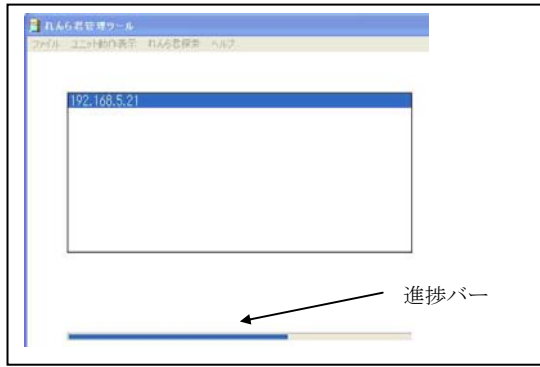 れんら君管理ツール
ファイル ユニット動作表示 れんら君探索 ヘルプ
192.168.5.21
進捗バー